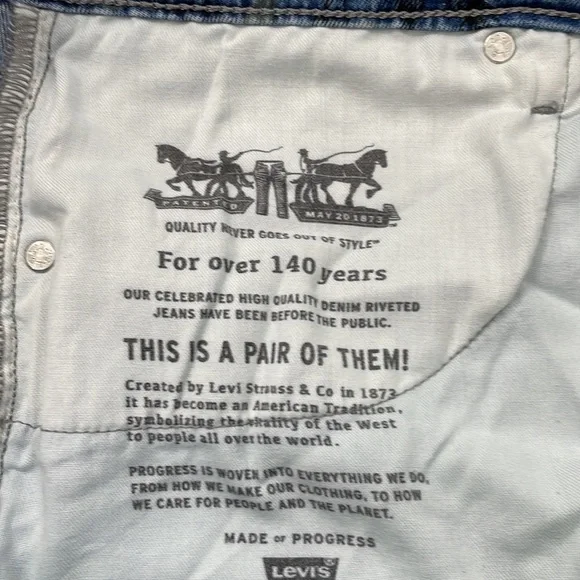 PATENTED MAY 20 1873
QUALITY NEVER GOES OUT OF STYLE™
For over 140 years
OUR CELEBRATED HIGH QUALITY DENIM RIVETED
JEANS HAVE BEEN BEFORE THE PUBLIC.
THIS IS A PAIR OF THEM!
Created by Levi Strauss & Co in 1873
it has become an American Tradition,
symbolizing the vitality of the West
to people all over the world.
PROGRESS IS WOVEN INTO EVERYTHING WE DO,
FROM HOW WE MAKE OUR CLOTHING, TO HOW
WE CARE FOR PEOPLE AND THE PLANET.
MADE OF PROGRESS
LEVI'S